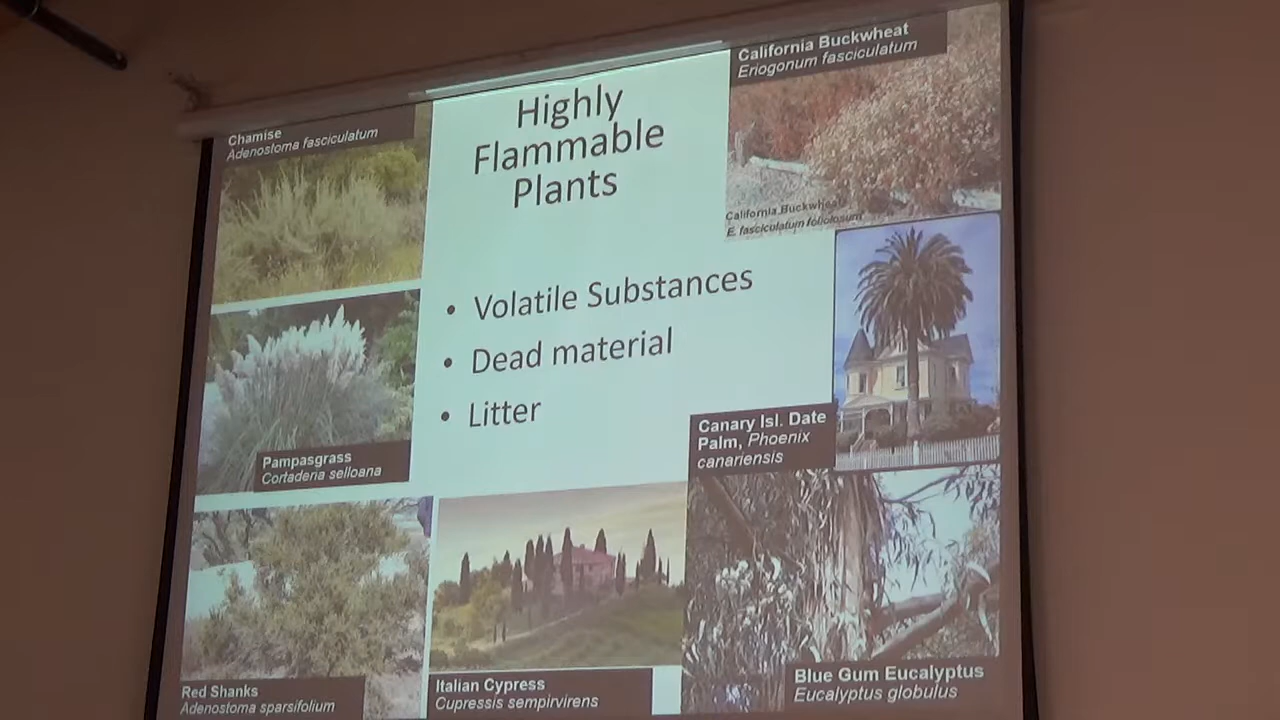 Chamise
Adenostoma fasciculatum
Highly
Flammable
Plants
California Buckwheat
Eriogonum fasciculatum
California Buckwheat
E. fasciculatum foliolosum
• Volatile Substances
• Dead material
• Litter
Pampasgrass
Cortaderia selloana
Canary Isl. Date
Palm, Phoenix
canariensis
Red Shanks
Adenostoma sparsifolium
Italian Cypress
Cupressis sempirvirens
Blue Gum Eucalyptus
Eucalyptus globulus